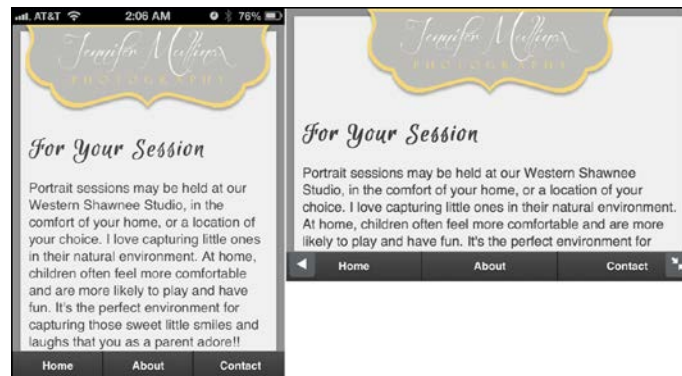 AT&T 2:06 AM 76%
Jennifer Mullinax
PHOTOGRAPHY
For Your Session
Portrait sessions may be held at our
Western Shawnee Studio, in the
comfort of your home, or a location of
your choice. I love capturing little ones
in their natural environment. At home,
children often feel more comfortable
and are more likely to play and have
fun. It's the perfect environment for
capturing those sweet little smiles and
laughs that you as a parent adore!!
Home About Contact
Jennifer Mullinax
PHOTOGRAPHY
For Your Session
Portrait sessions may be held at our Western Shawnee
Studio, in the comfort of your home, or a location of your
choice. I love capturing little ones in their natural environment.
At home, children often feel more comfortable and are more
likely to play and have fun. It's the perfect environment for
Home About Contact